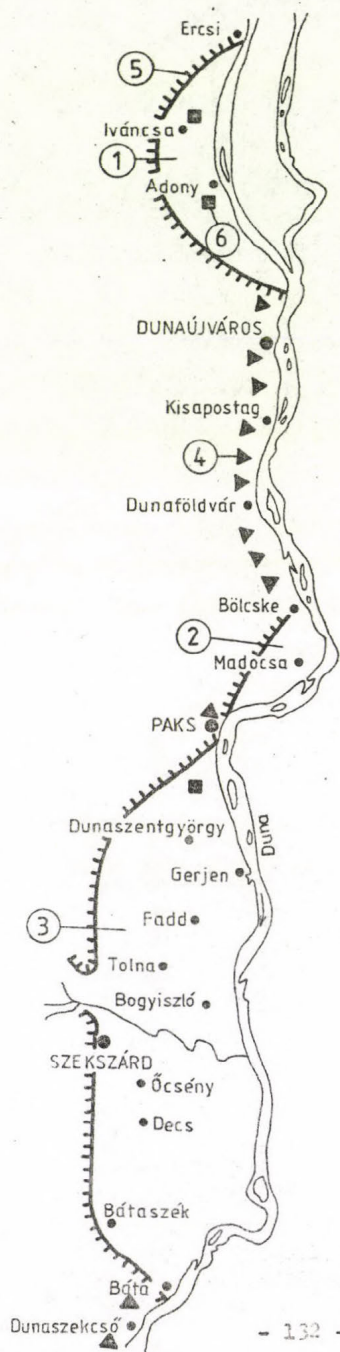 Ercsi
5
Iváncsa
1
Adony
6
DUNAÚJVÁROS
Kisapostag
4
Dunaföldvár
Bölcske
2
Madocsa
PAKS
Dunaszentgyörgy
Duna
Gerjen
3
Fadd
Tolna
Bogyiszló
SZEKSZÁRD
Őcsény
Decs
Bátaszék
Báta
Dunaszekcső
- 132 -